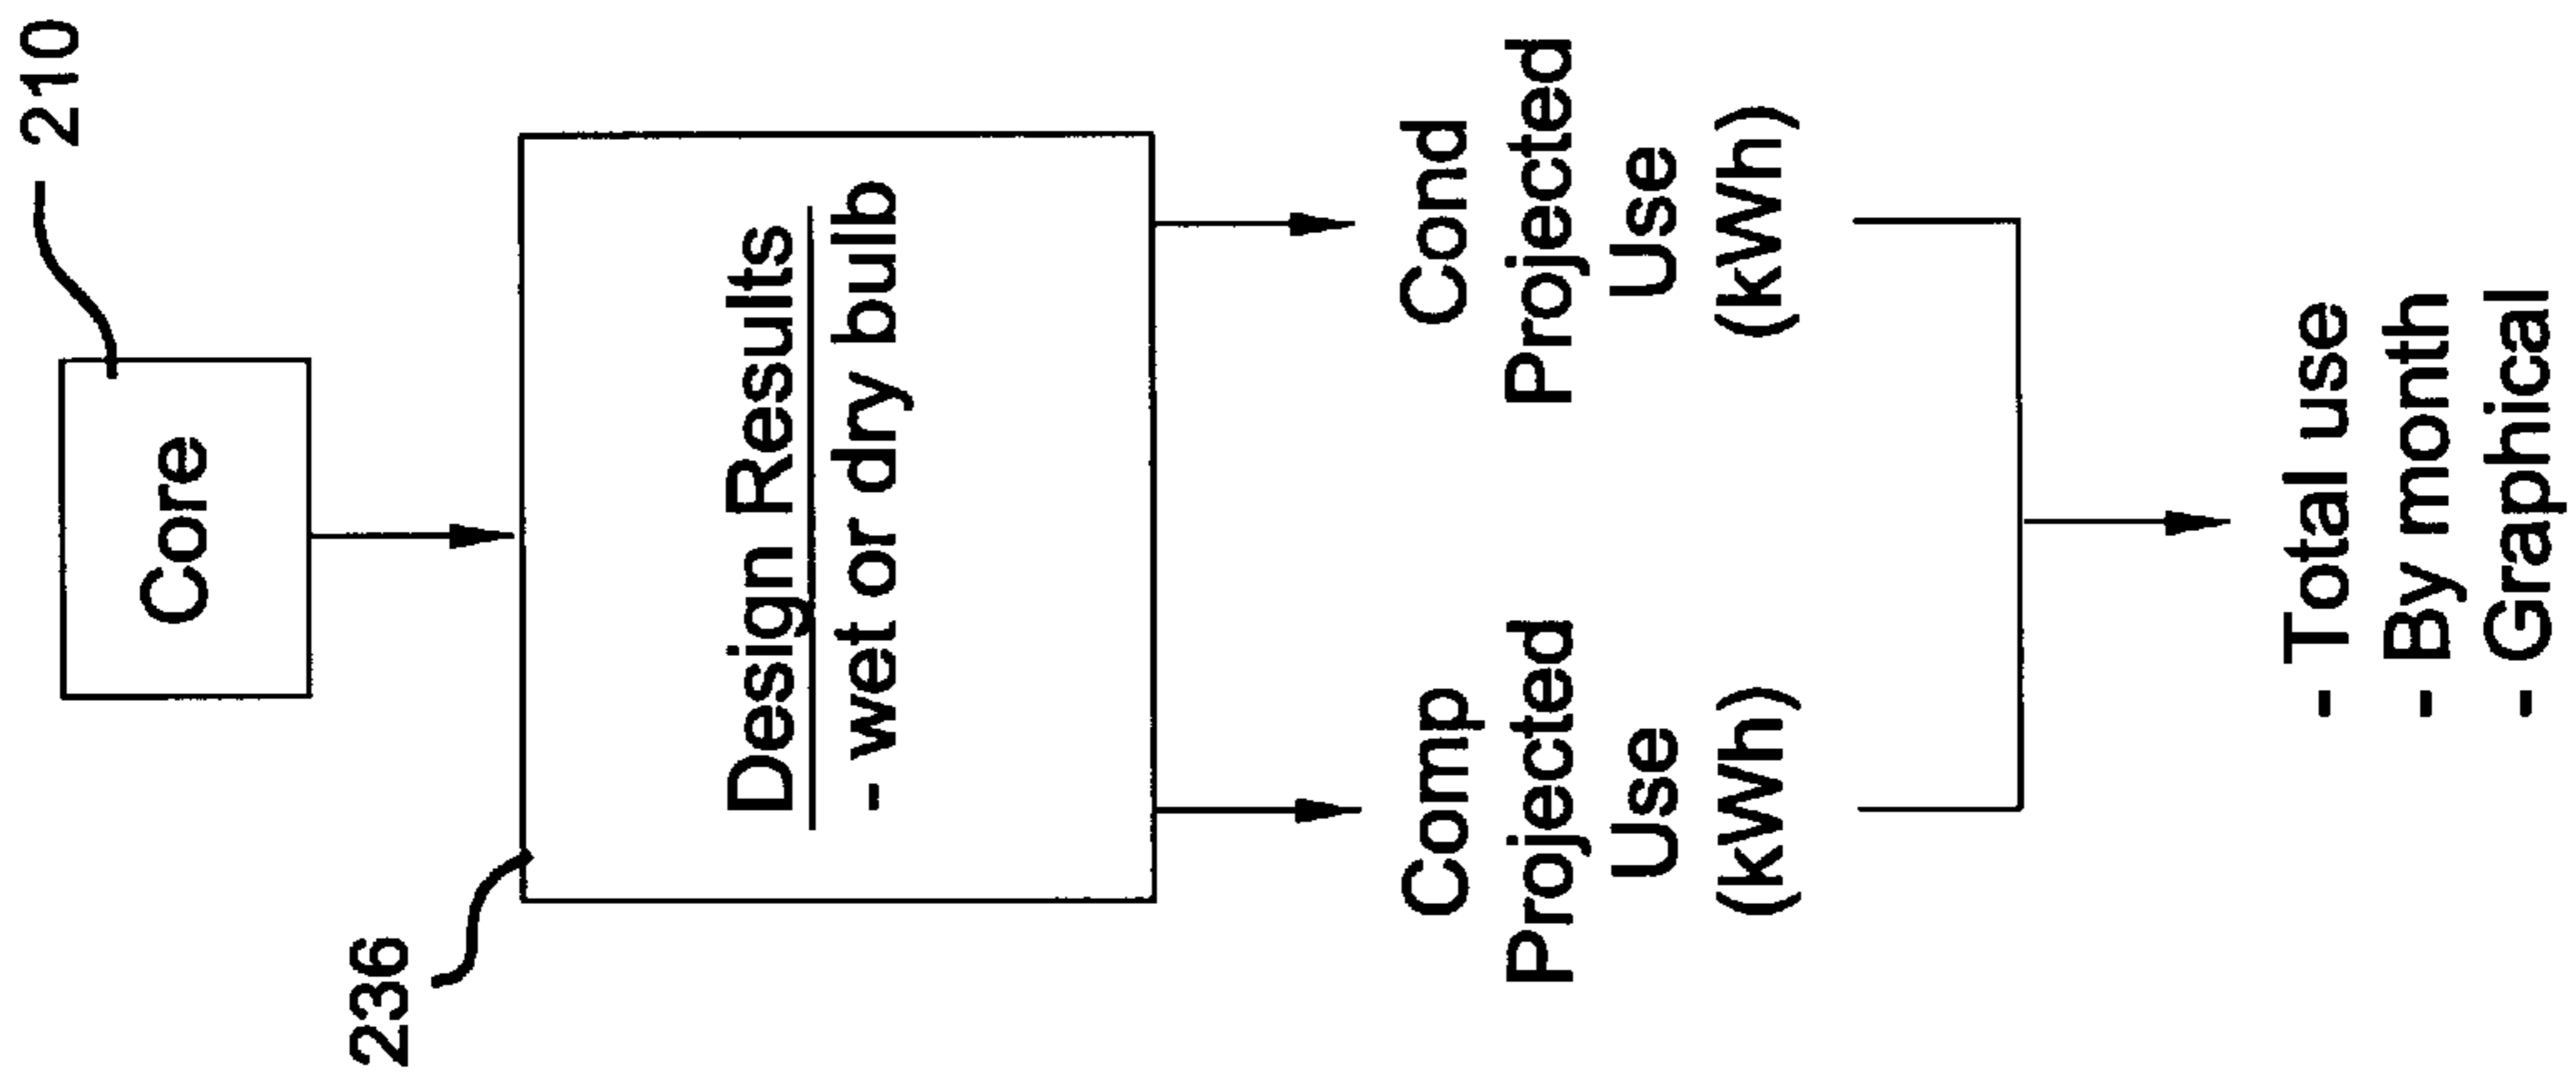 210
Core
236
Design Results
- wet or dry bulb
Comp
Projected
Use
(kWh)
Cond
Projected
Use
(kWh)
- Total use
- By month
- Graphical